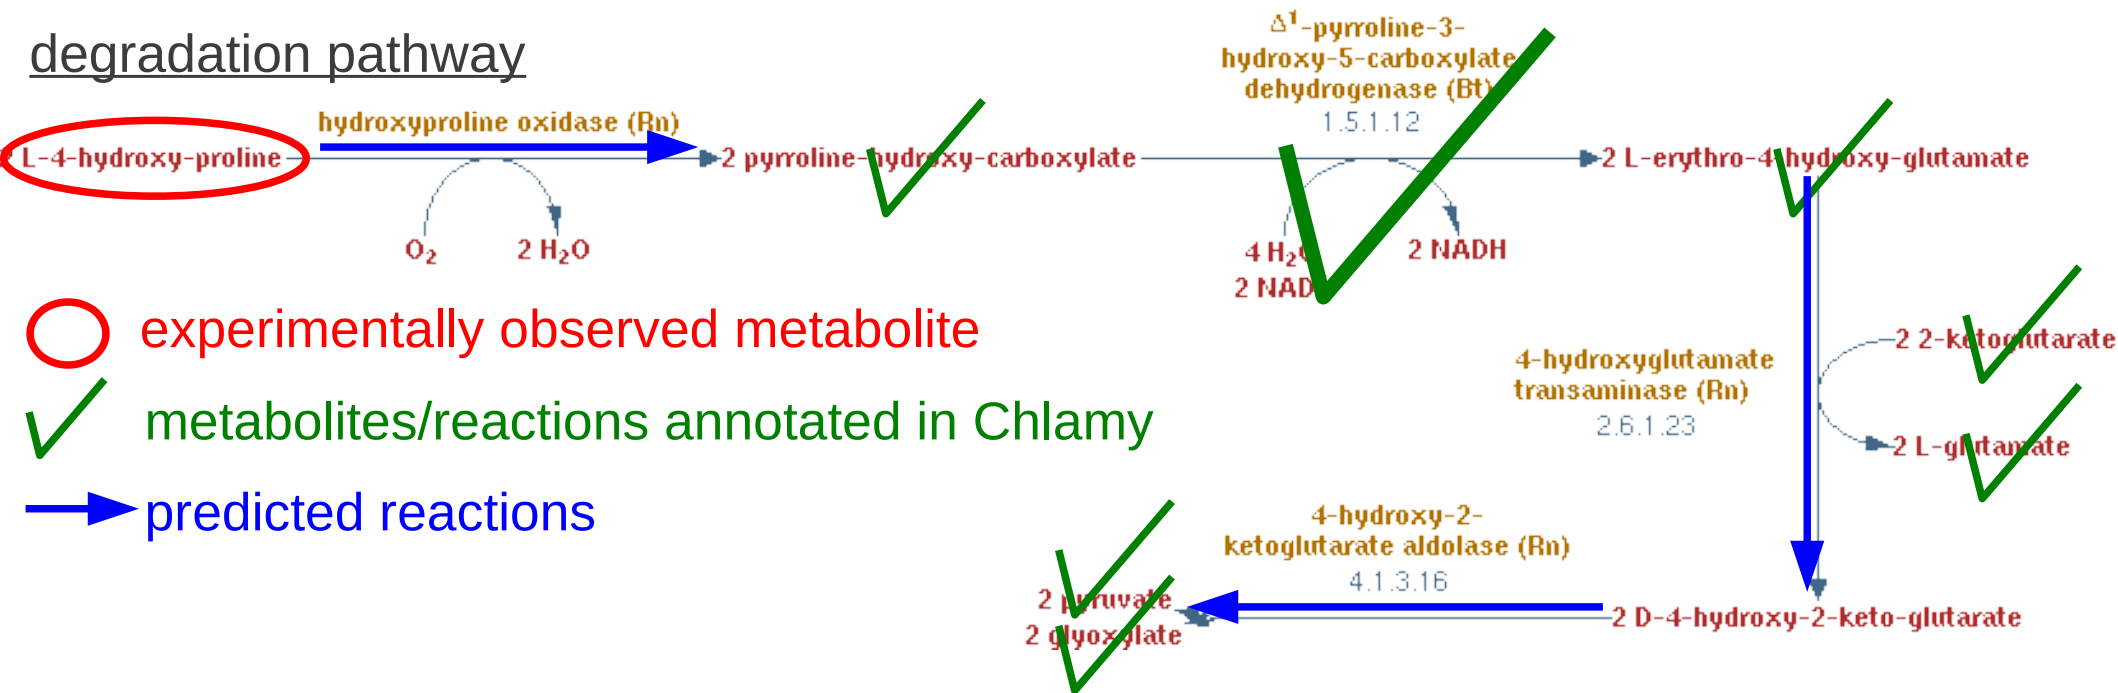 degradation pathway
Δ¹-pyrroline-3-
hydroxy-5-carboxylate
dehydrogenase (Bt)
1.5.1.12
hydroxyproline oxidase (Rn)
L-4-hydroxy-proline
2 pyrroline-hydroxy-carboxylate
2 L-erythro-4-hydroxy-glutamate
O₂
2 H₂O
4 H₂O
2 NAD
2 NADH
experimentally observed metabolite
metabolites/reactions annotated in Chlamy
predicted reactions
2 2-ketoglutarate
4-hydroxyglutamate
transaminase (Rn)
2.6.1.23
2 L-glutamate
4-hydroxy-2-
ketoglutarate aldolase (Rn)
4.1.3.16
2 pyruvate
2 glyoxylate
2 D-4-hydroxy-2-keto-glutarate